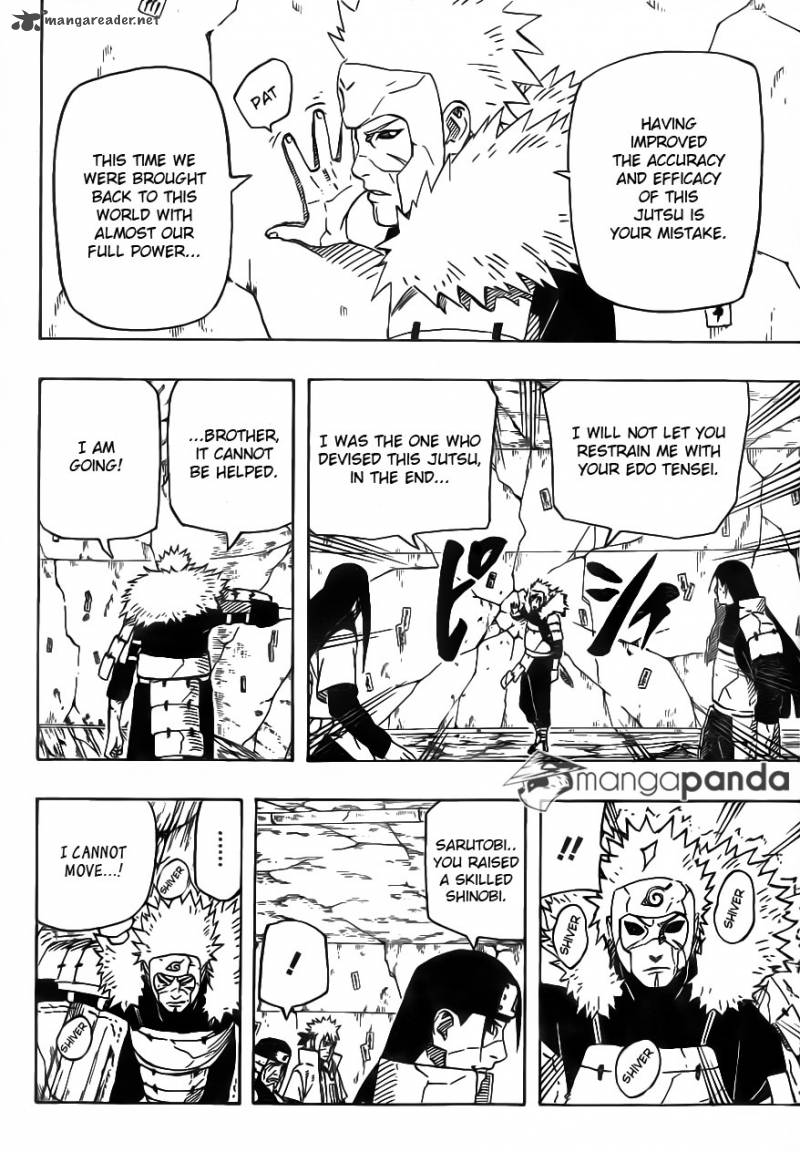 mangareader.net
HAVING
IMPROVED
THE ACCURACY
AND EFFICACY
OF THIS
JUTSU IS
YOUR MISTAKE.
PAT
THIS TIME WE
WERE BROUGHT
BACK TO THIS
WORLD WITH
ALMOST OUR
FULL POWER...
I WILL NOT LET YOU
RESTRAIN ME WITH
YOUR EDO TENSEI.
I WAS THE ONE WHO
DEVISED THIS JUTSU,
IN THE END...
シィ
ピ
...BROTHER,
IT CANNOT
BE HELPED.
I AM
GOING!
mangapanda
!!
SHIVER
SHIVER
SHIVER
SARUTOBI..
YOU RAISED
A SKILLED
SHINOBI.
!
........
I CANNOT
MOVE...!
SHIVER
SHIVER